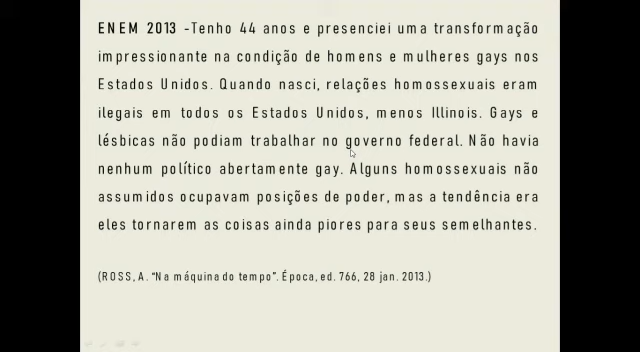 ENEM 2013 -Tenho 44 anos e presenciei uma transformação
impressionante na condição de homens e mulheres gays nos
Estados Unidos. Quando nasci, relações homossexuais eram
ilegais em todos os Estados Unidos, menos Illinois. Gays e
lésbicas não podiam trabalhar no governo federal. Não havia
nenhum político abertamente gay. Alguns homossexuais não
assumidos ocupavam posições de poder, mas a tendência era
eles tornarem as coisas ainda piores para seus semelhantes.
(ROSS, A. "Na máquina do tempo". Época, ed. 766, 28 jan. 2013.)